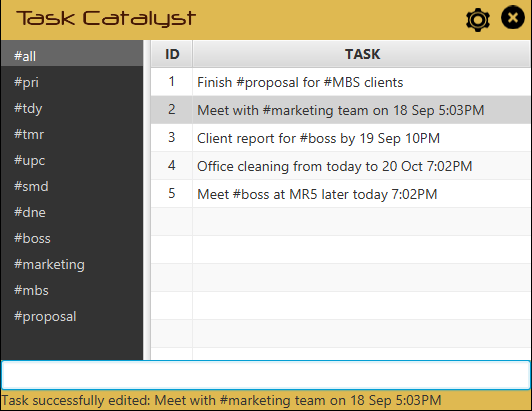 Task Catalyst
#all
#pri
#tdy
#tmr
#upc
#smd
#dne
#boss
#marketing
#mbs
#proposal
ID TASK
1 Finish #proposal for #MBS clients
2 Meet with #marketing team on 18 Sep 5:03PM
3 Client report for #boss by 19 Sep 10PM
4 Office cleaning from today to 20 Oct 7:02PM
5 Meet #boss at MR5 later today 7:02PM
Task successfully edited: Meet with #marketing team on 18 Sep 5:03PM